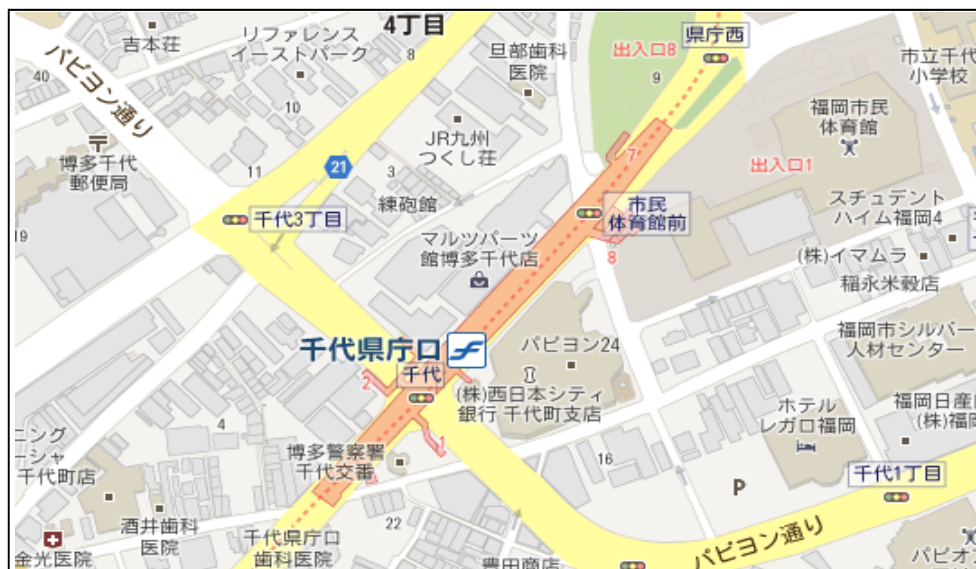 4丁目
吉本荘
リファレンス
イーストパーク
8
旦部歯科
医院
出入口8
県庁西
市立千代
小学校
パピヨン通り
40
9
10
13
福岡市民
体育館
博多千代
郵便局
11
21
3
JR九州
つくし荘
7
出入口1
練砲館
スチューデント
ハイム福岡4
19
千代3丁目
市民
体育館前
マルツパーツ
館博多千代店
8
(株)イマムラ
稲永米穀店
千代県庁口
パピヨン24
福岡市シルバー
人材センター
2
千代
(株)西日本シティ
銀行 千代町支店
ホテル
レガロ福岡
福岡日産自
(株)福岡
4
ニング
ーシャ
千代町店
博多警察署
千代交番
1
16
千代1丁目
P
酒井歯科
医院
22
千代県庁口
歯科医院
金光医院
豊田商店
パピヨン通り
パピオ